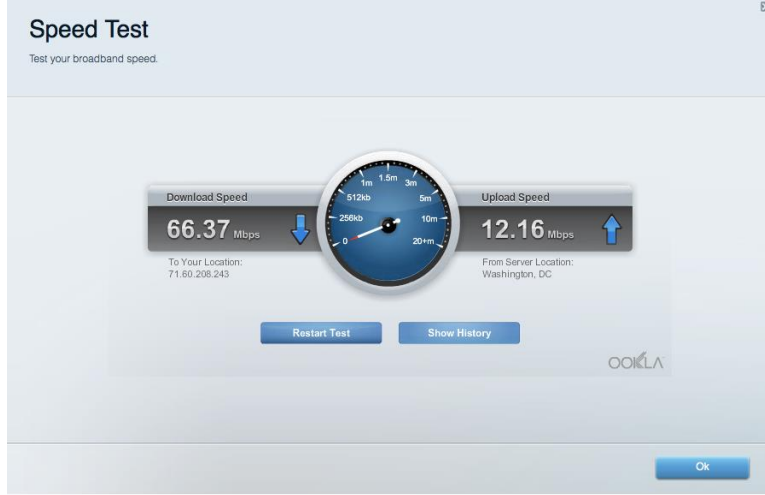 Speed Test
Test your broadband speed.
Download Speed
66.37 Mbps
To Your Location:
71.60.208.243
0
256kb
512kb
1m
1.5m
3m
5m
10m
20+m
Upload Speed
12.16 Mbps
From Server Location:
Washington, DC
Restart Test
Show History
OOKLA
Ok